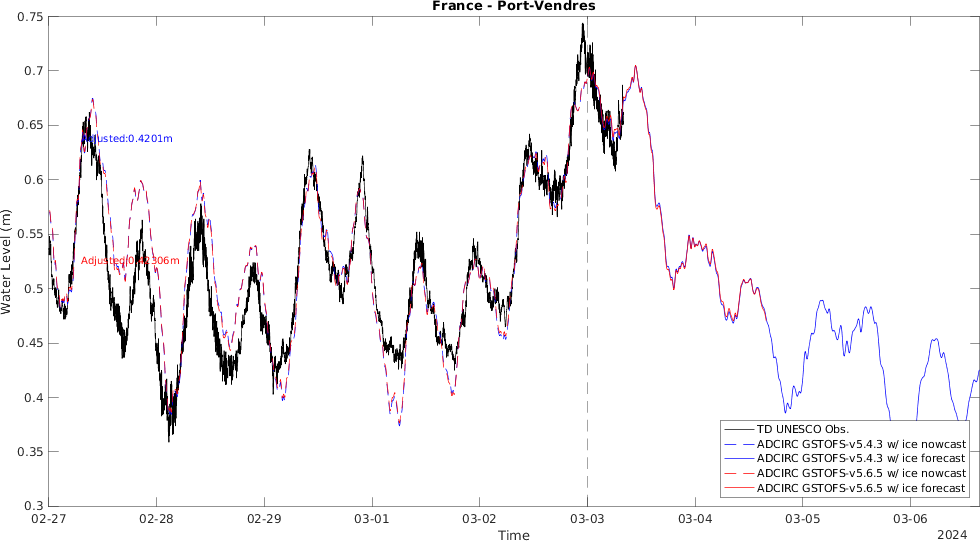 France - Port-Vendres
0.75
0.7
0.65
0.6
0.55
0.5
0.45
0.4
0.35
0.3
Water Level (m)
Adjusted:0.4201m
02-27
02-28
02-29
03-01
03-02
03-03
03-04
03-05
03-06
Time
2024
TD UNESCO Obs.
ADCIRC GSTOFS-v5.4.3 w/ ice nowcast
ADCIRC GSTOFS-v5.4.3 w/ ice forecast
ADCIRC GSTOFS-v5.6.5 w/ ice nowcast
ADCIRC GSTOFS-v5.6.5 w/ ice forecast